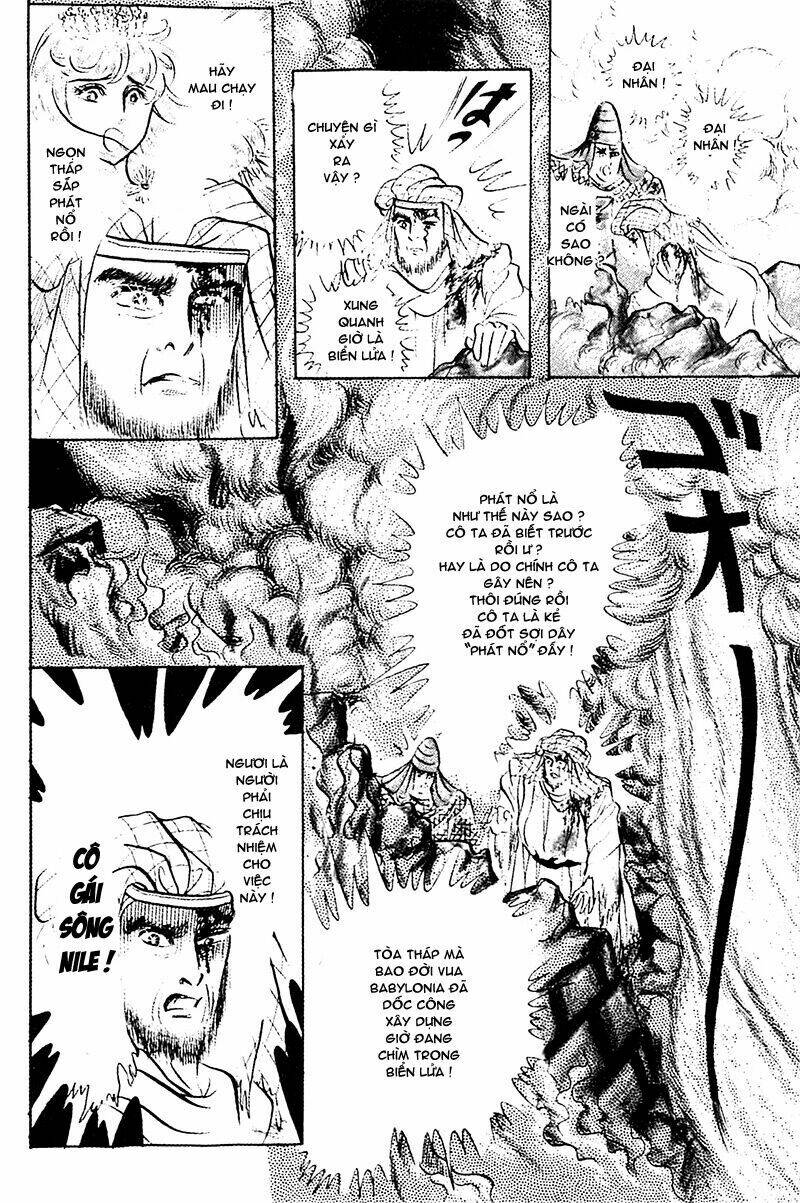 ĐẠI
NHÂN !
ĐẠI
NHÂN !
NGÀI
CÓ
SAO
KHÔNG ?
はっ
CHUYỆN GÌ
XẢY
RA
VẬY ?
XUNG
QUANH
GIỜ LÀ
BIỂN LỬA !
HÃY
MAU CHẠY
ĐI !
NGỌN
THÁP
SẮP
PHÁT
NỔ
RỒI !
ゴオー
PHÁT NỔ LÀ
NHƯ THẾ NÀY SAO ?
CÔ TA ĐÃ BIẾT TRƯỚC
RỒI Ư ?
HAY LÀ DO CHÍNH CÔ TA
GÂY NÊN ?
THÔI ĐÚNG RỒI
CÔ TA LÀ KẺ
ĐÃ ĐỐT SỢI DÂY
"PHÁT NỔ" ĐẤY !
TÒA THÁP MÀ
BAO ĐỜI VUA
BABYLONIA ĐÃ
DỐC CÔNG
XÂY DỰNG
GIỜ ĐANG
CHÌM TRONG
BIỂN LỬA !
NGƯƠI LÀ
NGƯỜI
PHẢI
CHỊU
TRÁCH
NHIỆM
CHO
VIỆC
NÀY !
CÔ
GÁI
SÔNG
NILE !